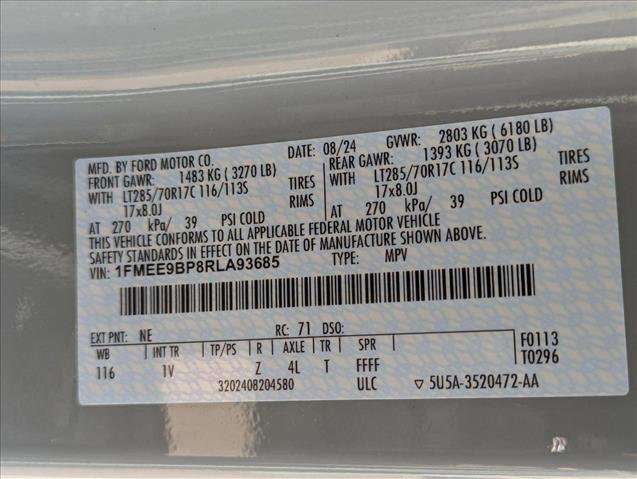 MFD. BY FORD MOTOR CO.
DATE: 08/24 GVWR: 2803 KG ( 6180 LB)
FRONT GAWR: 1483 KG ( 3270 LB) REAR GAWR: 1393 KG ( 3070 LB)
WITH LT285/70R17C 116/113S TIRES WITH LT285/70R17C 116/113S TIRES
17x8.0J RIMS 17x8.0J RIMS
AT 270 kPa/ 39 PSI COLD AT 270 kPa/ 39 PSI COLD
THIS VEHICLE CONFORMS TO ALL APPLICABLE FEDERAL MOTOR VEHICLE
SAFETY STANDARDS IN EFFECT ON THE DATE OF MANUFACTURE SHOWN ABOVE.
VIN: 1FMEE9BP8RLA93685 TYPE: MPV
EXT PNT: NE RC: 71 DSO:
WB INT TR TP/PS R AXLE TR SPR
116 1V Z 4L T FFFF
F0113
T0296
3202408204580 ULC ▽ 5U5A-3520472-AA